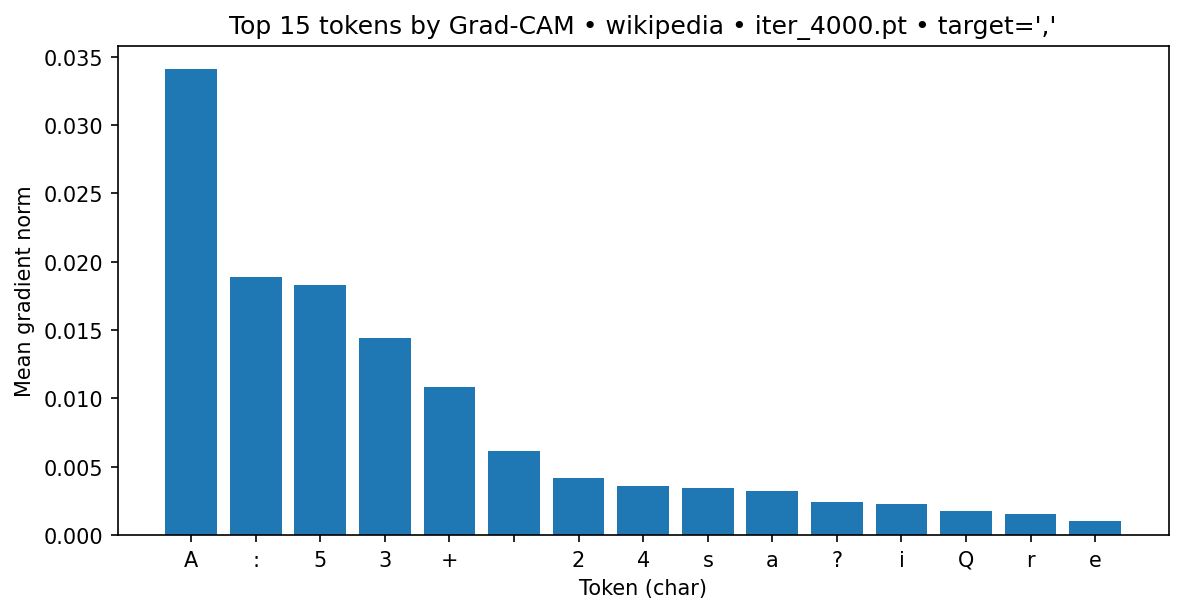 Top 15 tokens by Grad-CAM • wikipedia • iter_4000.pt • target=','
Mean gradient norm
0.035
0.030
0.025
0.020
0.015
0.010
0.005
0.000
A : 5 3 + 2 4 s a ? i Q r e
Token (char)